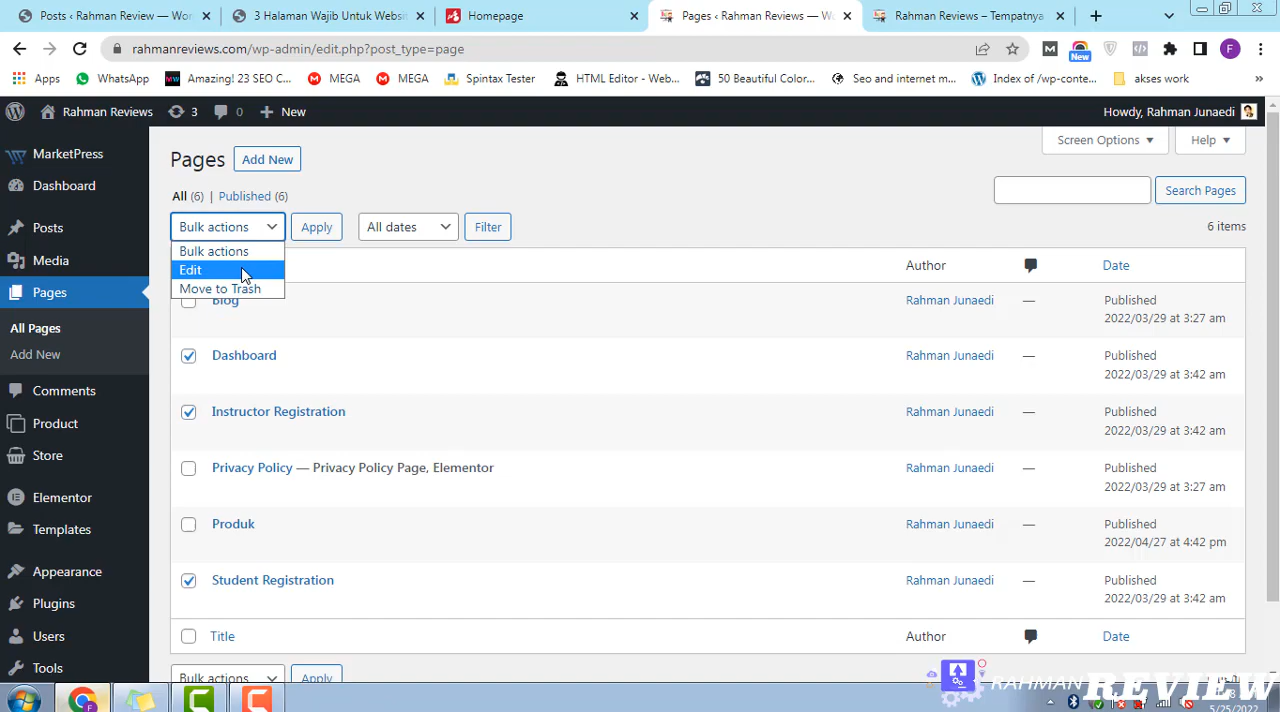 Posts ‹ Rahman Review — W
3 Halaman Wajib Untuk Webse
Homepage
Pages ‹ Rahman Review — W
Rahman Reviews – Tempatnya
rahmanreviews.com/wp-admin/edit.php?post_type=page
New
Apps
WhatsApp
Amazing! 23 SEO C...
MEGA
MEGA
Spintax Tester
HTML Editor - Web...
50 Beautiful Color...
Seo and internet m...
Index of /wp-conte...
akses work
»
Rahman Reviews
3
0
New
Howdy, Rahman Junaedi
MarketPress
Dashboard
Posts
Media
Pages
All Pages
Add New
Comments
Product
Store
Elementor
Templates
Appearance
Plugins
Users
Tools
Screen Options
Help
Pages
Add New
All (6) | Published (6)
Search Pages
Bulk actions
Apply
All dates
Filter
6 items
Bulk actions
Edit
Move to Trash
Author
Date
Blog
Rahman Junaedi
—
Published
2022/03/29 at 3:27 am
Dashboard
Rahman Junaedi
—
Published
2022/03/29 at 3:42 am
Instructor Registration
Rahman Junaedi
—
Published
2022/03/29 at 3:42 am
Privacy Policy — Privacy Policy Page, Elementor
Rahman Junaedi
—
Published
2022/03/29 at 3:27 am
Produk
Rahman Junaedi
—
Published
2022/04/27 at 4:42 pm
Student Registration
Rahman Junaedi
—
Published
2022/03/29 at 3:42 am
Title
Author
Date
Bulk actions
Apply
RAHMANREVIEW
5/25/2022